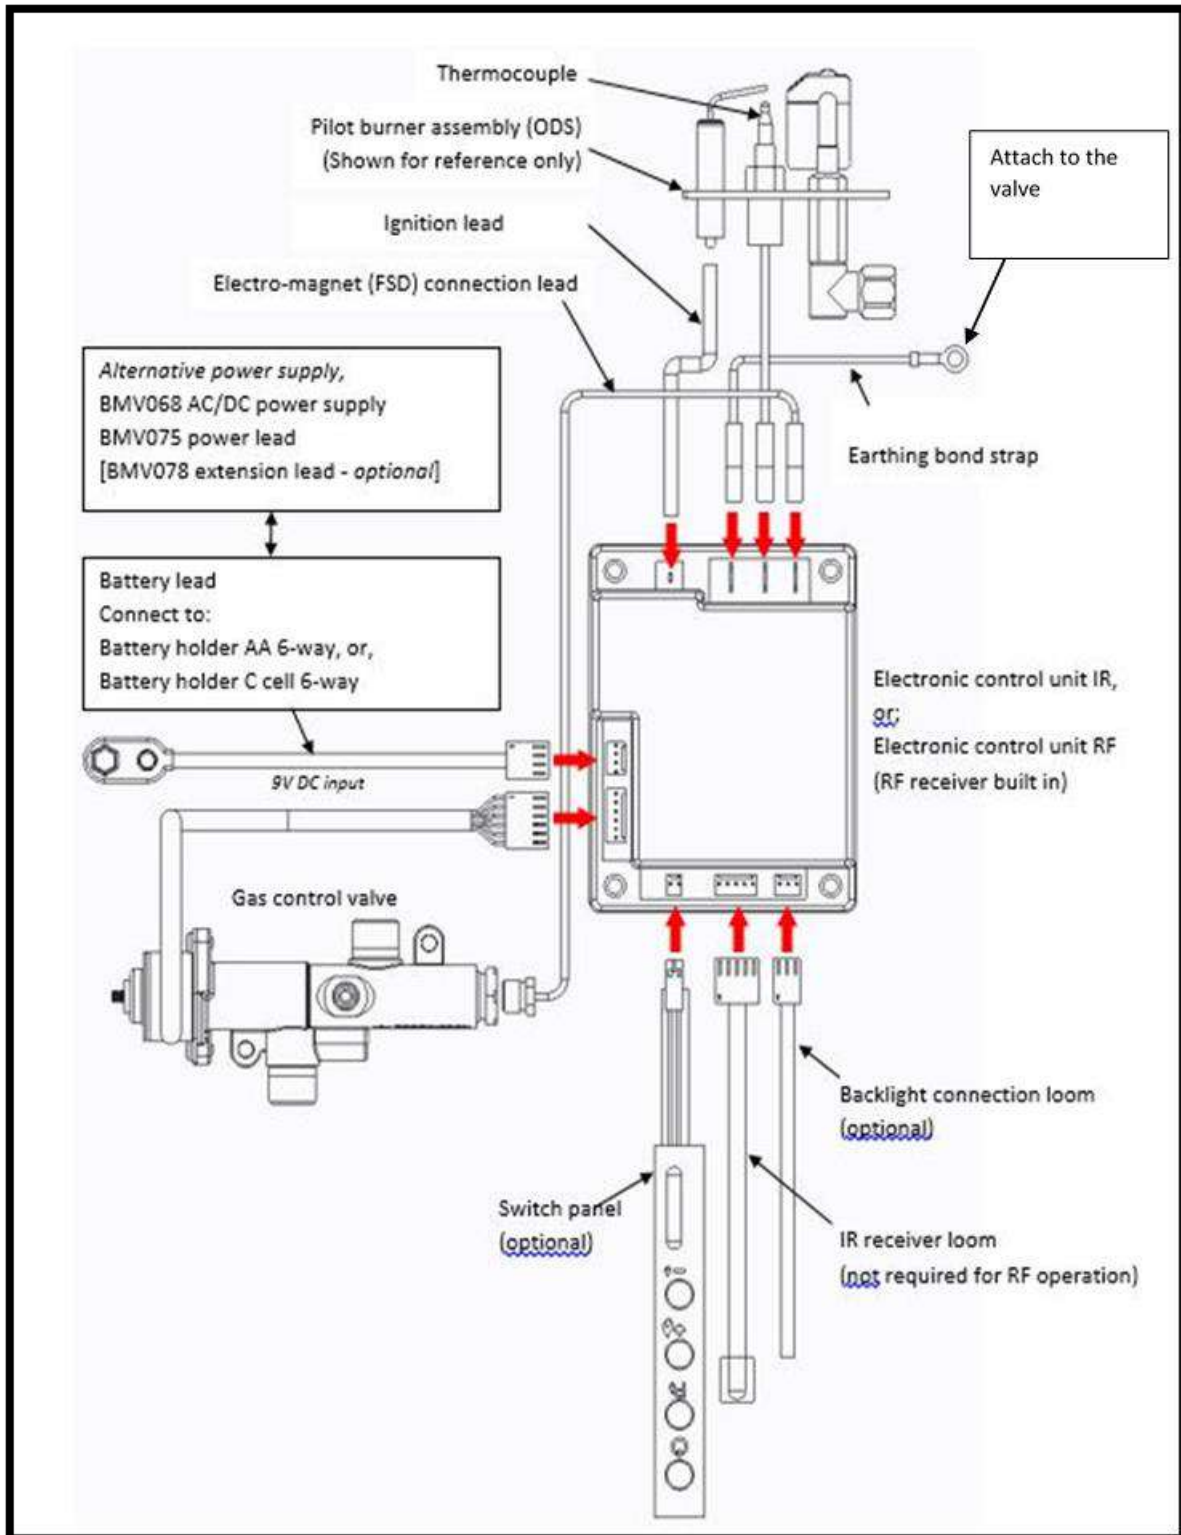 Thermocouple
Pilot burner assembly (ODS)
(Shown for reference only)
Attach to the
valve
Ignition lead
Electro-magnet (FSD) connection lead
Alternative power supply,
BMV068 AC/DC power supply
BMV075 power lead
[BMV078 extension lead - optional]
Earthing bond strap
Battery lead
Connect to:
Battery holder AA 6-way, or,
Battery holder C cell 6-way
Electronic control unit IR,
or;
Electronic control unit RF
(RF receiver built in)
9V DC input
Gas control valve
Backlight connection loom
(optional)
Switch panel
(optional)
IR receiver loom
(not required for RF operation)